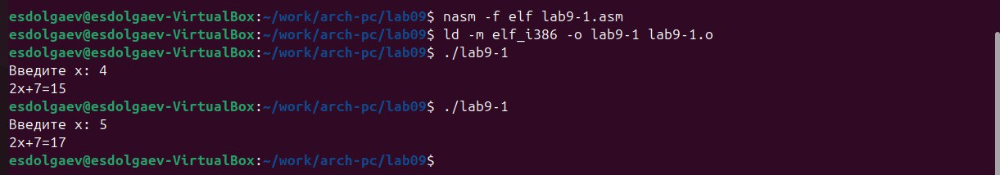 esdolgaev@esdolgaev-VirtualBox:~/work/arch-pc/lab09$ nasm -f elf lab9-1.asm
esdolgaev@esdolgaev-VirtualBox:~/work/arch-pc/lab09$ ld -m elf_i386 -o lab9-1 lab9-1.o
esdolgaev@esdolgaev-VirtualBox:~/work/arch-pc/lab09$ ./lab9-1
Введите x: 4
2x+7=15
esdolgaev@esdolgaev-VirtualBox:~/work/arch-pc/lab09$ ./lab9-1
Введите x: 5
2x+7=17
esdolgaev@esdolgaev-VirtualBox:~/work/arch-pc/lab09$